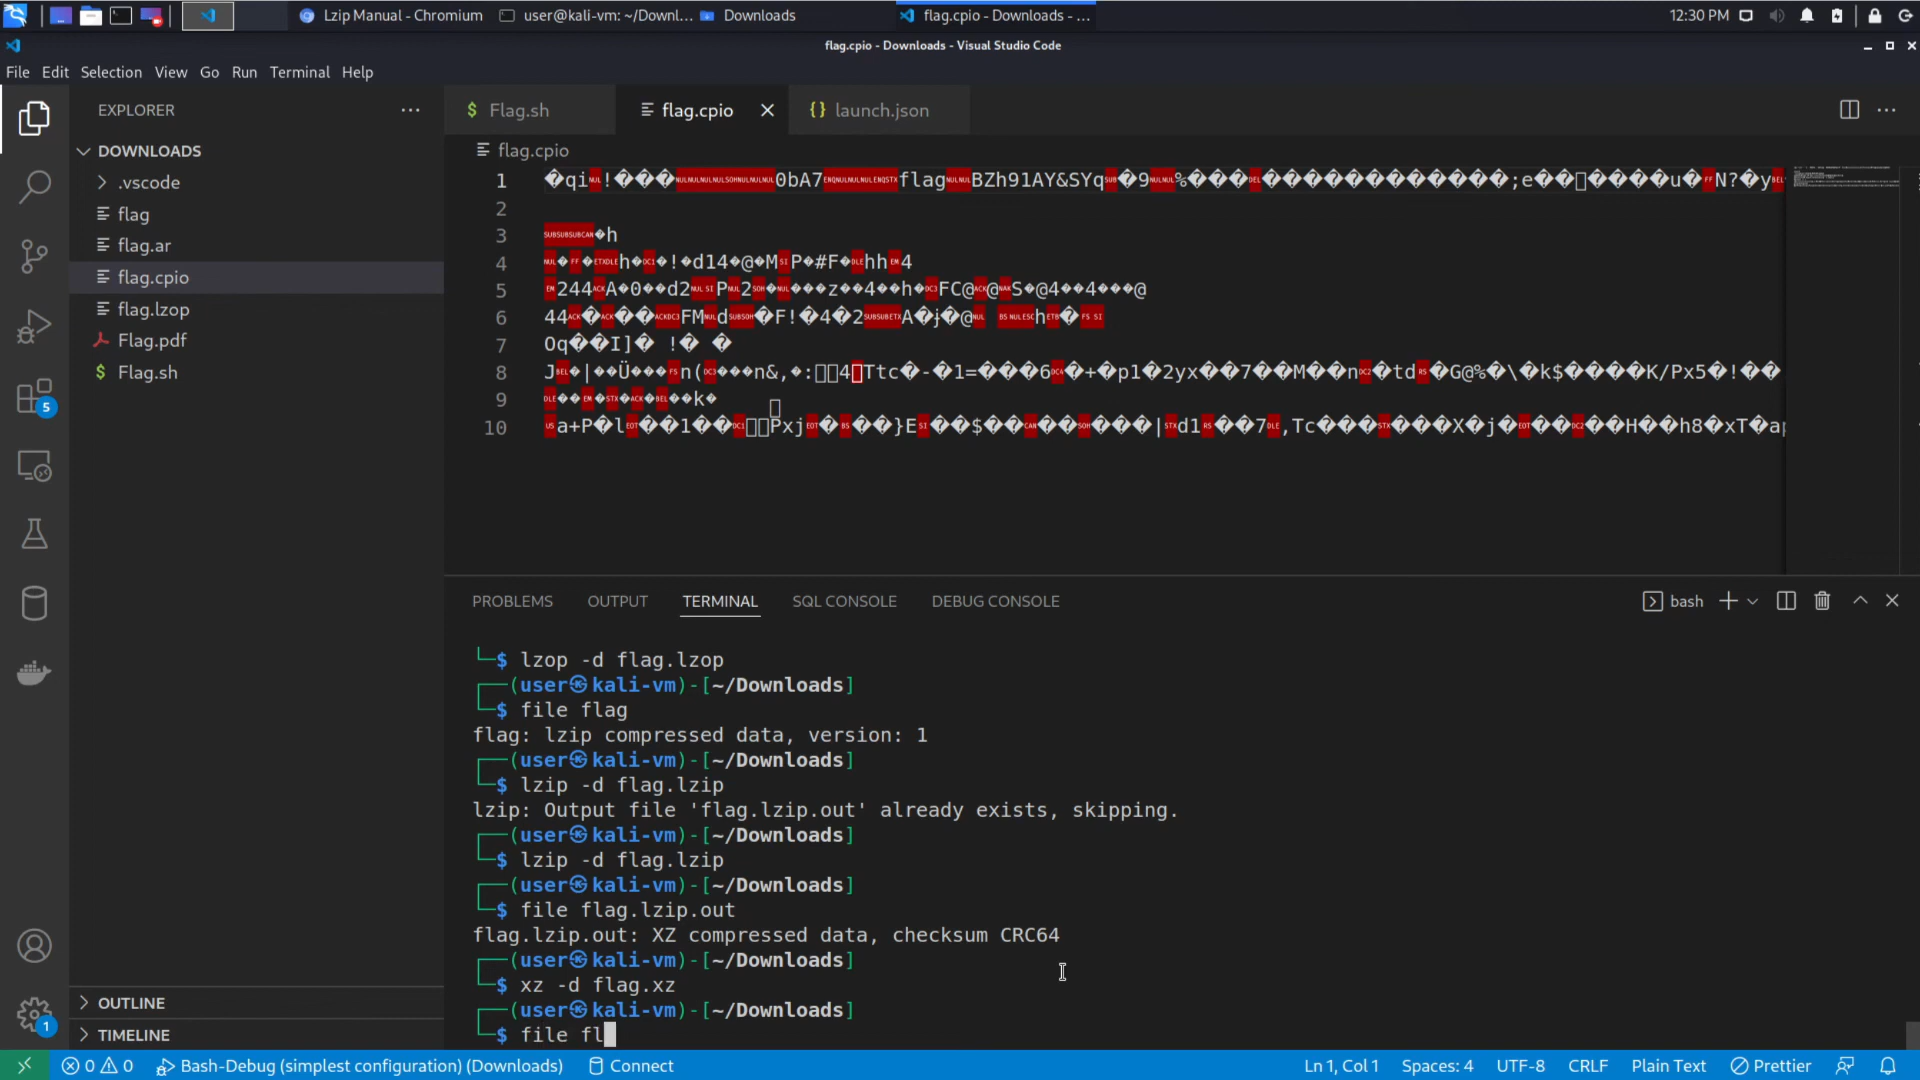 Lzip Manual - Chromium
user@kali-vm: ~/Downl...
Downloads
flag.cpio - Downloads - ...
12:30 PM
flag.cpio - Downloads - Visual Studio Code
File Edit Selection View Go Run Terminal Help
EXPLORER
DOWNLOADS
.vscode
flag
flag.ar
flag.cpio
flag.lzop
Flag.pdf
Flag.sh
5
1
OUTLINE
TIMELINE
$ Flag.sh
flag.cpio
{} launch.json
flag.cpio
1
2
3
4
5
6
7
8
9
10
PROBLEMS OUTPUT TERMINAL SQL CONSOLE DEBUG CONSOLE
bash
└─$ lzop -d flag.lzop
┌──(user㉿kali-vm)-[~/Downloads]
└─$ file flag
flag: lzip compressed data, version: 1
┌──(user㉿kali-vm)-[~/Downloads]
└─$ lzip -d flag.lzip
lzip: Output file 'flag.lzip.out' already exists, skipping.
┌──(user㉿kali-vm)-[~/Downloads]
└─$ lzip -d flag.lzip
┌──(user㉿kali-vm)-[~/Downloads]
└─$ file flag.lzip.out
flag.lzip.out: XZ compressed data, checksum CRC64
┌──(user㉿kali-vm)-[~/Downloads]
└─$ xz -d flag.xz
┌──(user㉿kali-vm)-[~/Downloads]
└─$ file fl
0 0 Bash-Debug (simplest configuration) (Downloads) Connect
Ln 1, Col 1 Spaces: 4 UTF-8 CRLF Plain Text Prettier